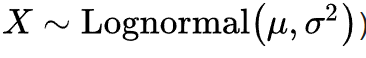 X ∼ Lognormal(μ, σ²))